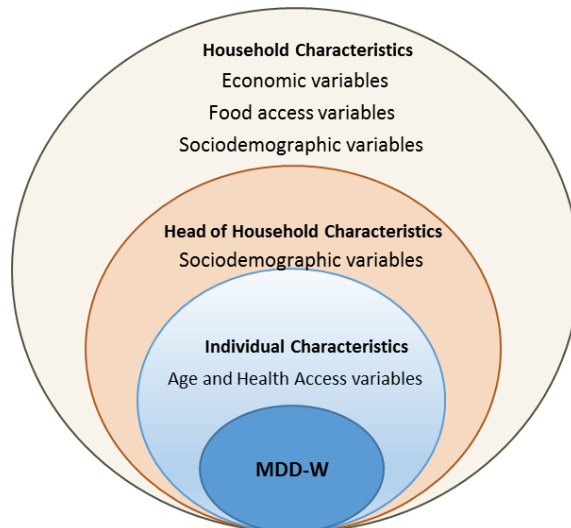 Household Characteristics
Economic variables
Food access variables
Sociodemographic variables
Head of Household Characteristics
Sociodemographic variables
Individual Characteristics
Age and Health Access variables
MDD-W